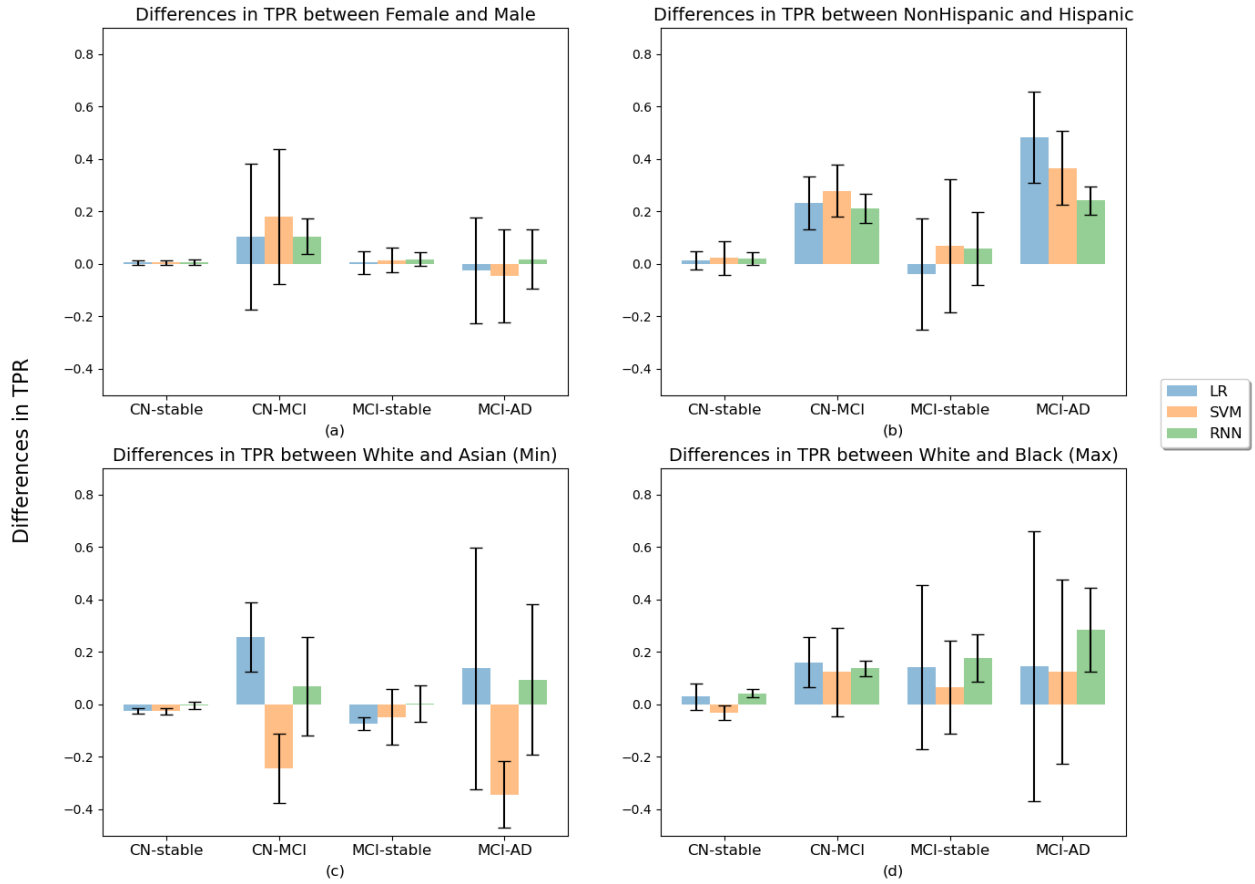 Differences in TPR between Female and Male
0.8
0.6
0.4
0.2
0.0
−0.2
−0.4
CN-stable CN-MCI MCI-stable MCI-AD
(a)
Differences in TPR between NonHispanic and Hispanic
0.8
0.6
0.4
0.2
0.0
−0.2
−0.4
CN-stable CN-MCI MCI-stable MCI-AD
(b)
Differences in TPR
LR
SVM
RNN
Differences in TPR between White and Asian (Min)
0.8
0.6
0.4
0.2
0.0
−0.2
−0.4
CN-stable CN-MCI MCI-stable MCI-AD
(c)
Differences in TPR between White and Black (Max)
0.8
0.6
0.4
0.2
0.0
−0.2
−0.4
CN-stable CN-MCI MCI-stable MCI-AD
(d)